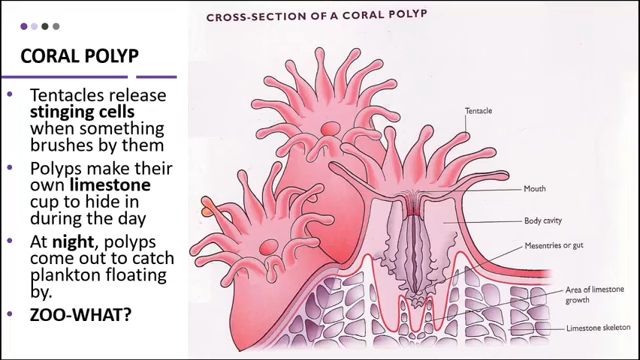 CROSS-SECTION OF A CORAL POLYP
CORAL POLYP
• Tentacles release
stinging cells
when something
brushes by them
• Polyps make their
own limestone
cup to hide in
during the day
• At night, polyps
come out to catch
plankton floating
by.
• ZOO-WHAT?
Tentacle
Mouth
Body cavity
Mesentries or gut
Area of limestone
growth
Limestone skeleton